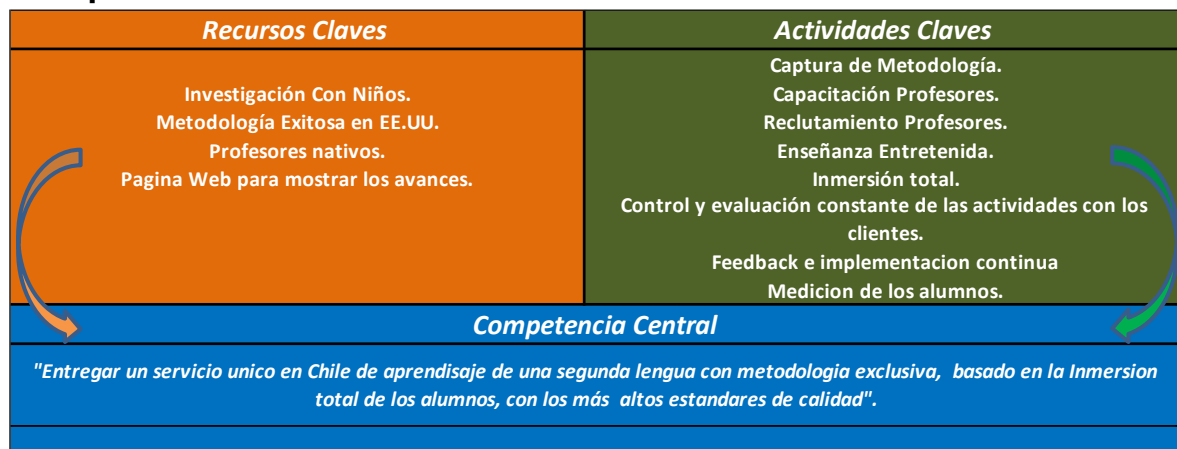 Recursos Claves
Investigación Con Niños.
Metodología Exitosa en EE.UU.
Profesores nativos.
Pagina Web para mostrar los avances.
Actividades Claves
Captura de Metodología.
Capacitación Profesores.
Reclutamiento Profesores.
Enseñanza Entretenida.
Inmersión total.
Control y evaluación constante de las actividades con los
clientes.
Feedback e implementacion continua
Medicion de los alumnos.
Competencia Central
"Entregar un servicio unico en Chile de aprendisaje de una segunda lengua con metodologia exclusiva, basado en la Inmersion
total de los alumnos, con los más altos estandares de calidad".